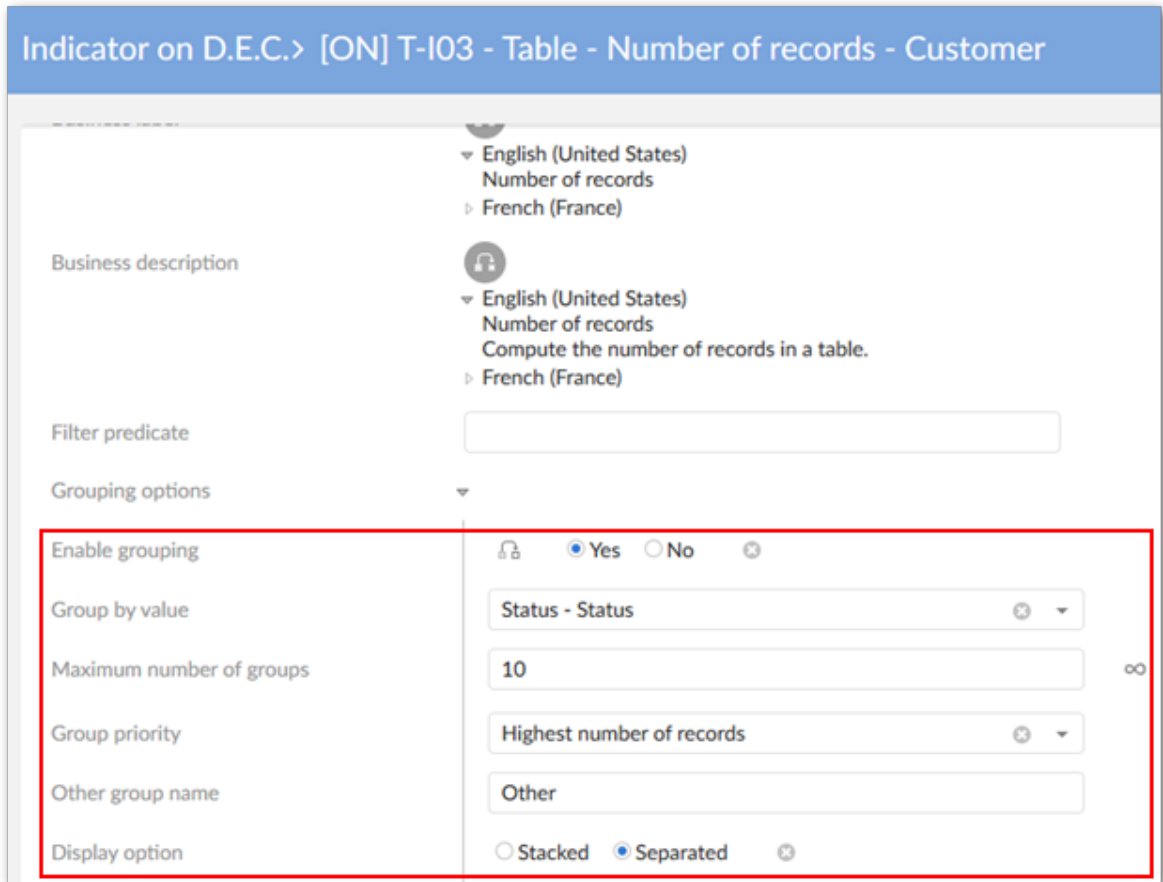 Indicator on D.E.C.> [ON] T-I03 - Table - Number of records - Customer
English (United States)
Number of records
French (France)
Business description
English (United States)
Number of records
Compute the number of records in a table.
French (France)
Filter predicate
Grouping options
Enable grouping Yes No
Group by value Status - Status
Maximum number of groups 10 ∞
Group priority Highest number of records
Other group name Other
Display option Stacked Separated